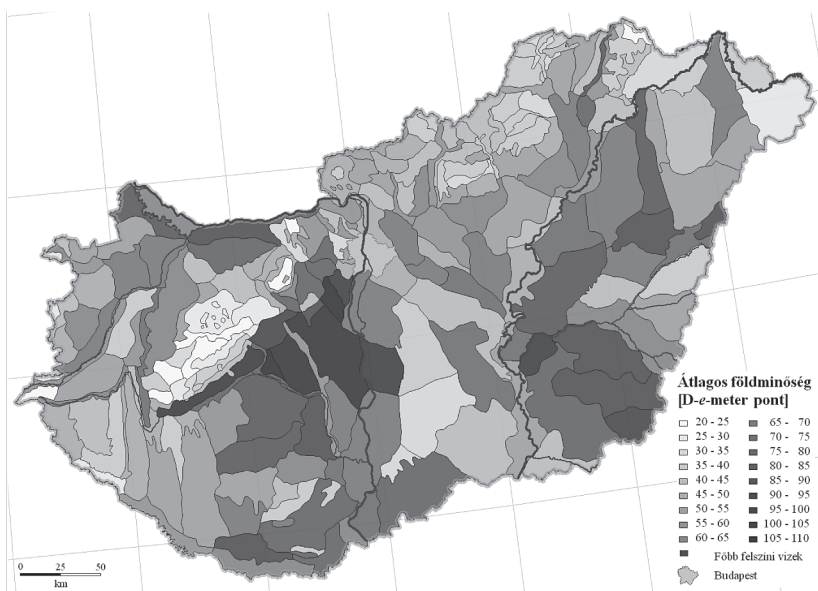 Átlagos földminőség
[D-e-meter pont]
20 - 25
25 - 30
30 - 35
35 - 40
40 - 45
45 - 50
50 - 55
55 - 60
60 - 65
65 - 70
70 - 75
75 - 80
80 - 85
85 - 90
90 - 95
95 - 100
100 - 105
105 - 110
Főbb felszíni vizek
Budapest
0 25 50
km